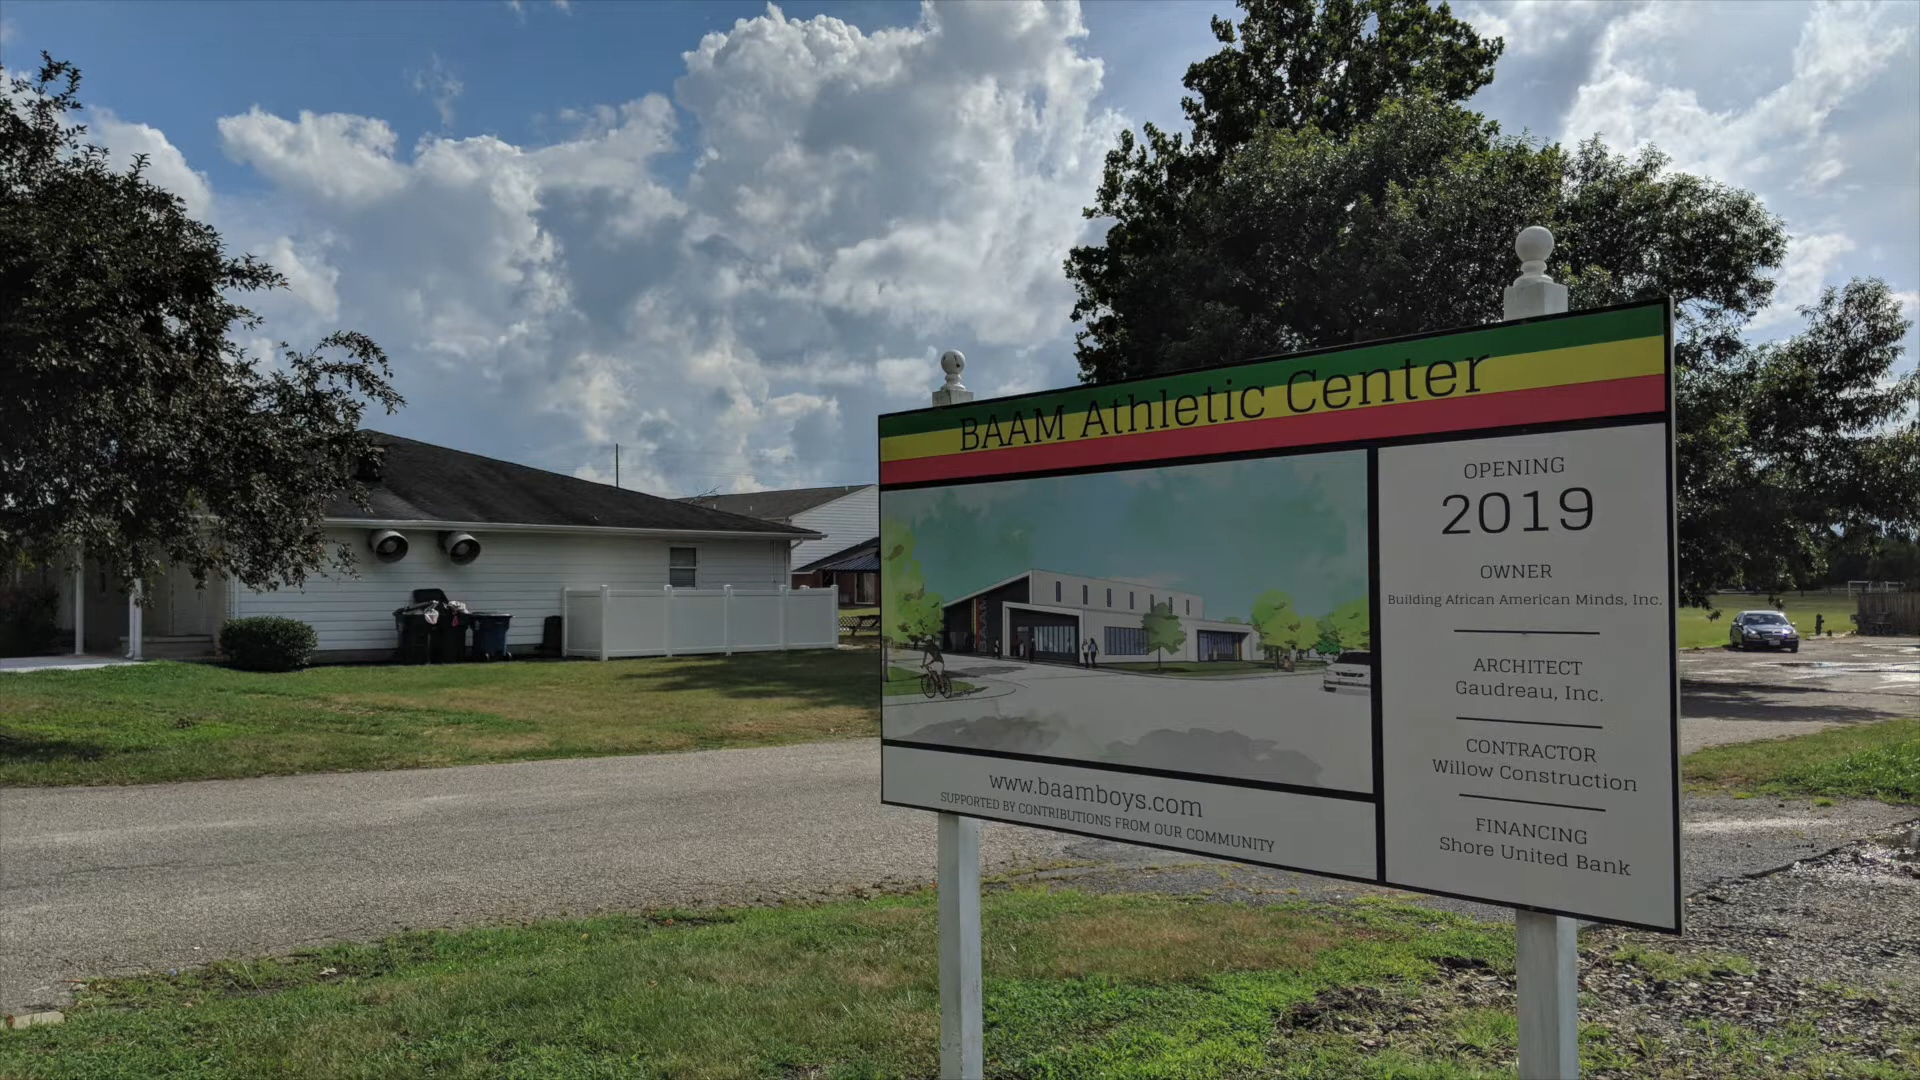 BAAM Athletic Center
BAAM
OPENING
2019
OWNER
Building African American Minds, Inc.
ARCHITECT
Gaudreau, Inc.
CONTRACTOR
Willow Construction
FINANCING
Shore United Bank
www.baamboys.com
SUPPORTED BY CONTRIBUTIONS FROM OUR COMMUNITY